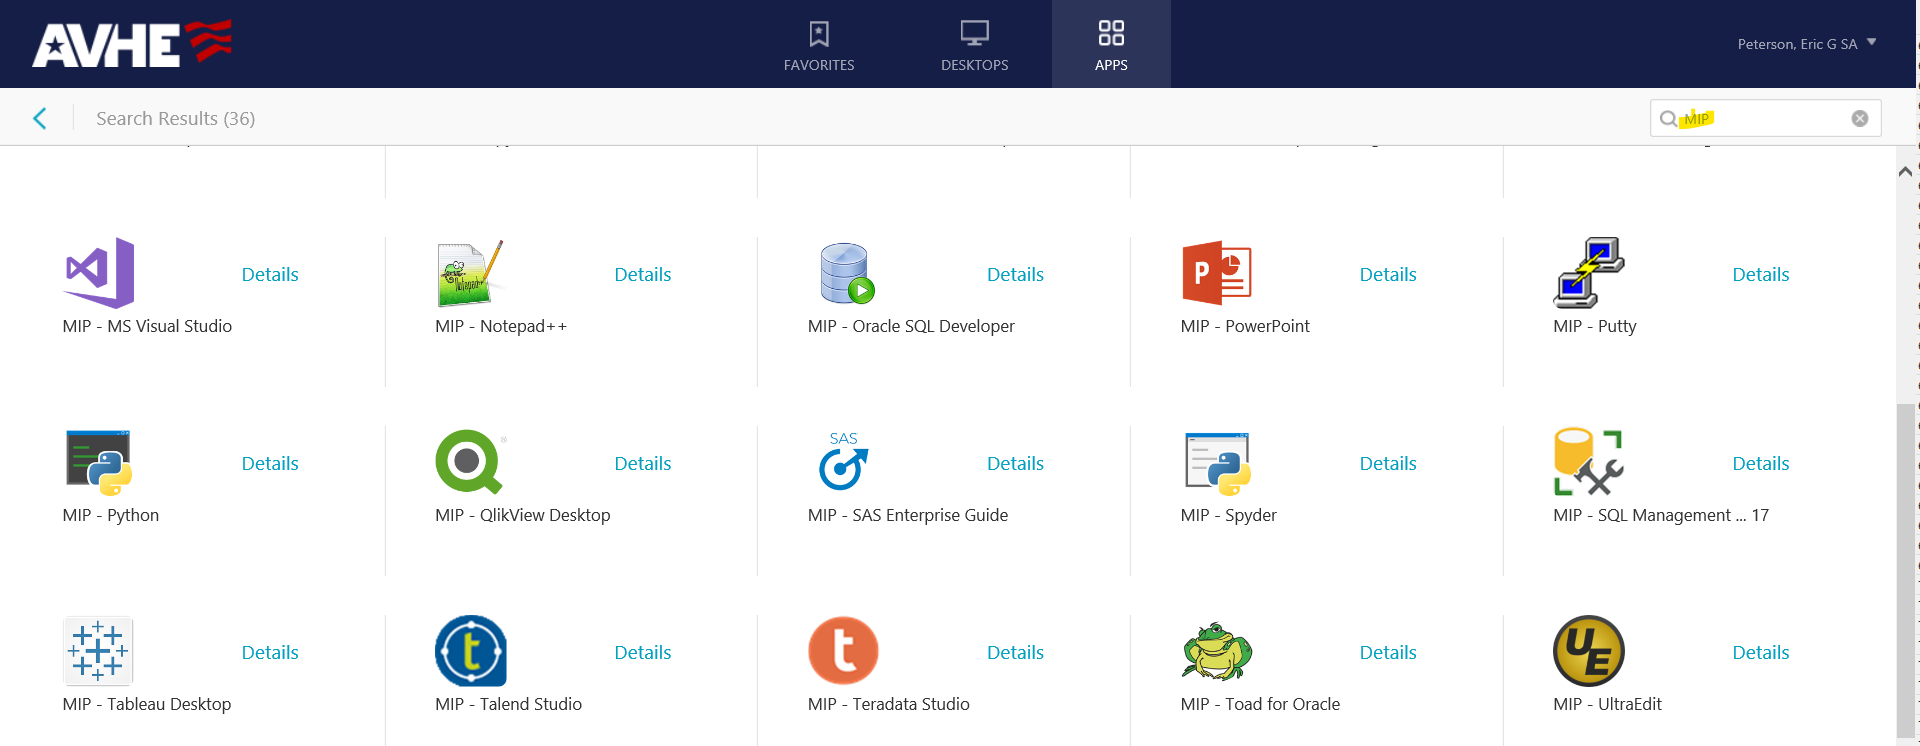 AVHE
FAVORITES
DESKTOPS
APPS
Peterson, Eric G SA
Search Results (36)
MIP
Details
Details
Details
Details
Details
MIP - MS Visual Studio
MIP - Notepad++
MIP - Oracle SQL Developer
MIP - PowerPoint
MIP - Putty
Details
Details
SAS
Details
Details
Details
MIP - Python
MIP - QlikView Desktop
MIP - SAS Enterprise Guide
MIP - Spyder
MIP - SQL Management ... 17
Details
Details
Details
Details
Details
MIP - Tableau Desktop
MIP - Talend Studio
MIP - Teradata Studio
MIP - Toad for Oracle
MIP - UltraEdit